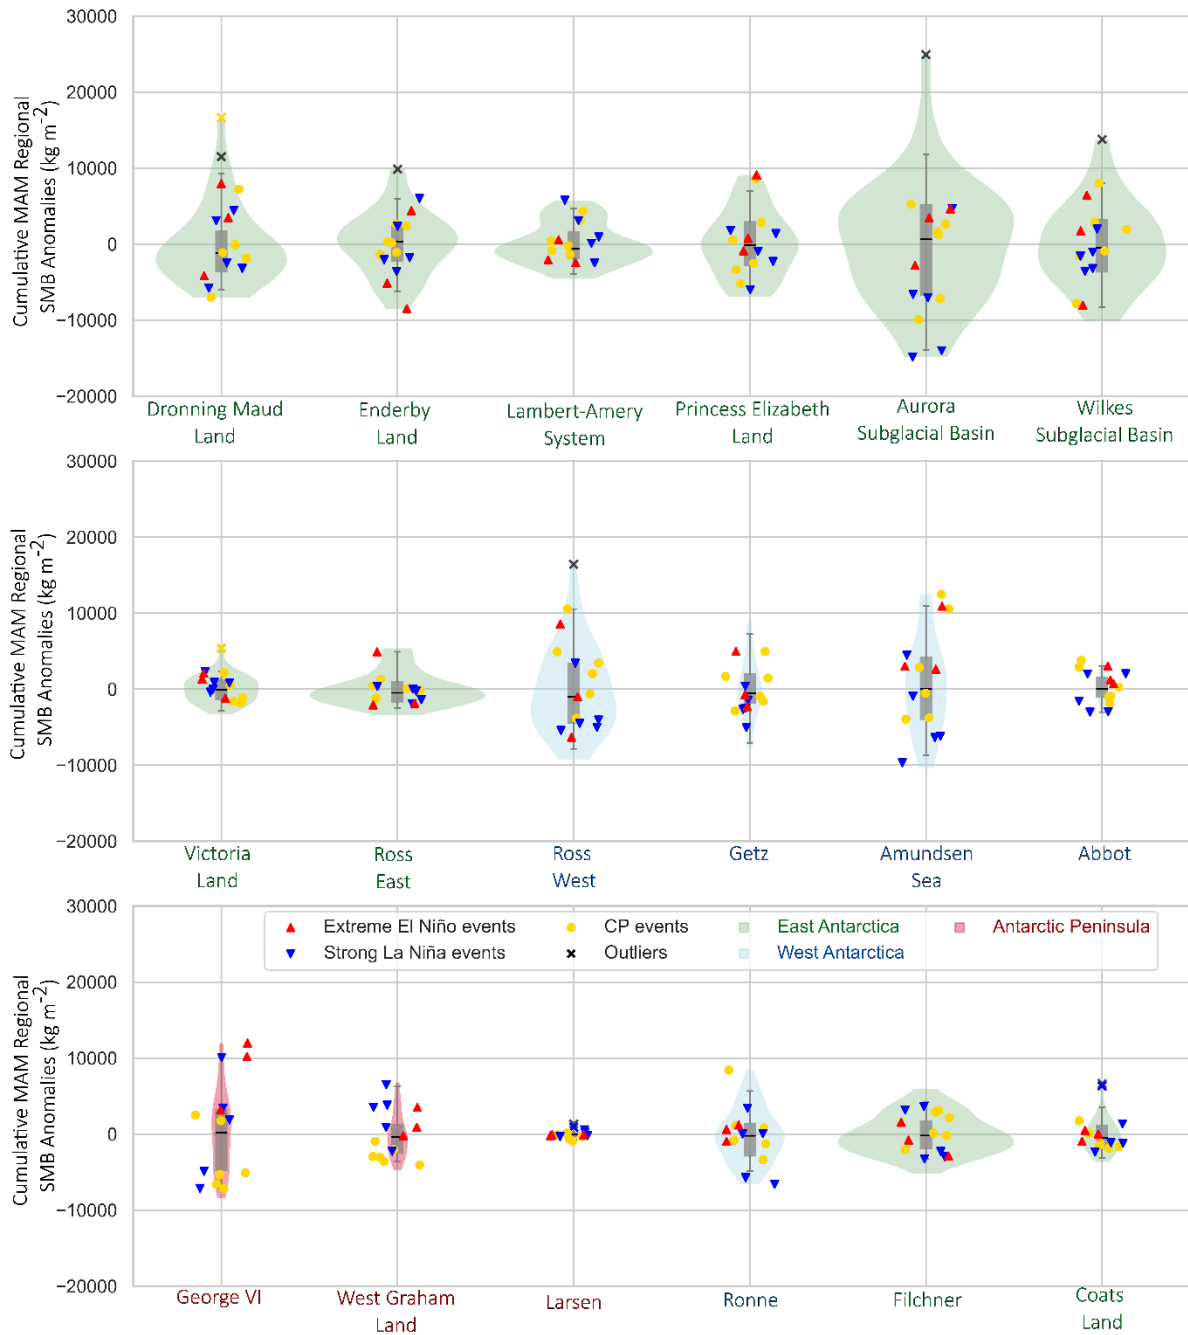 30000
20000
10000
0
−10000
−20000
Cumulative MAM Regional
SMB Anomalies (kg m⁻²)
Dronning Maud
Land
Enderby
Land
Lambert-Amery
System
Princess Elizabeth
Land
Aurora
Subglacial Basin
Wilkes
Subglacial Basin
30000
20000
10000
0
−10000
−20000
Cumulative MAM Regional
SMB Anomalies (kg m⁻²)
Victoria
Land
Ross
East
Ross
West
Getz
Amundsen
Sea
Abbot
30000
20000
10000
0
−10000
−20000
Cumulative MAM Regional
SMB Anomalies (kg m⁻²)
Extreme El Niño events
Strong La Niña events
CP events
Outliers
East Antarctica
West Antarctica
Antarctic Peninsula
George VI
West Graham
Land
Larsen
Ronne
Filchner
Coats
Land